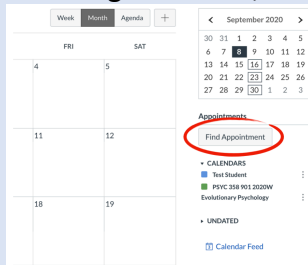 Week Month Agenda +
< September 2020 >
30 31 1 2 3 4 5
6 7 8 9 10 11 12
13 14 15 16 17 18 19
20 21 22 23 24 25 26
27 28 29 30 1 2 3
FRI SAT
4 5
11 12
18 19
Appointments
Find Appointment
CALENDARS
Test Student
PSYC 358 901 2020W
Evolutionary Psychology
UNDATED
Calendar Feed